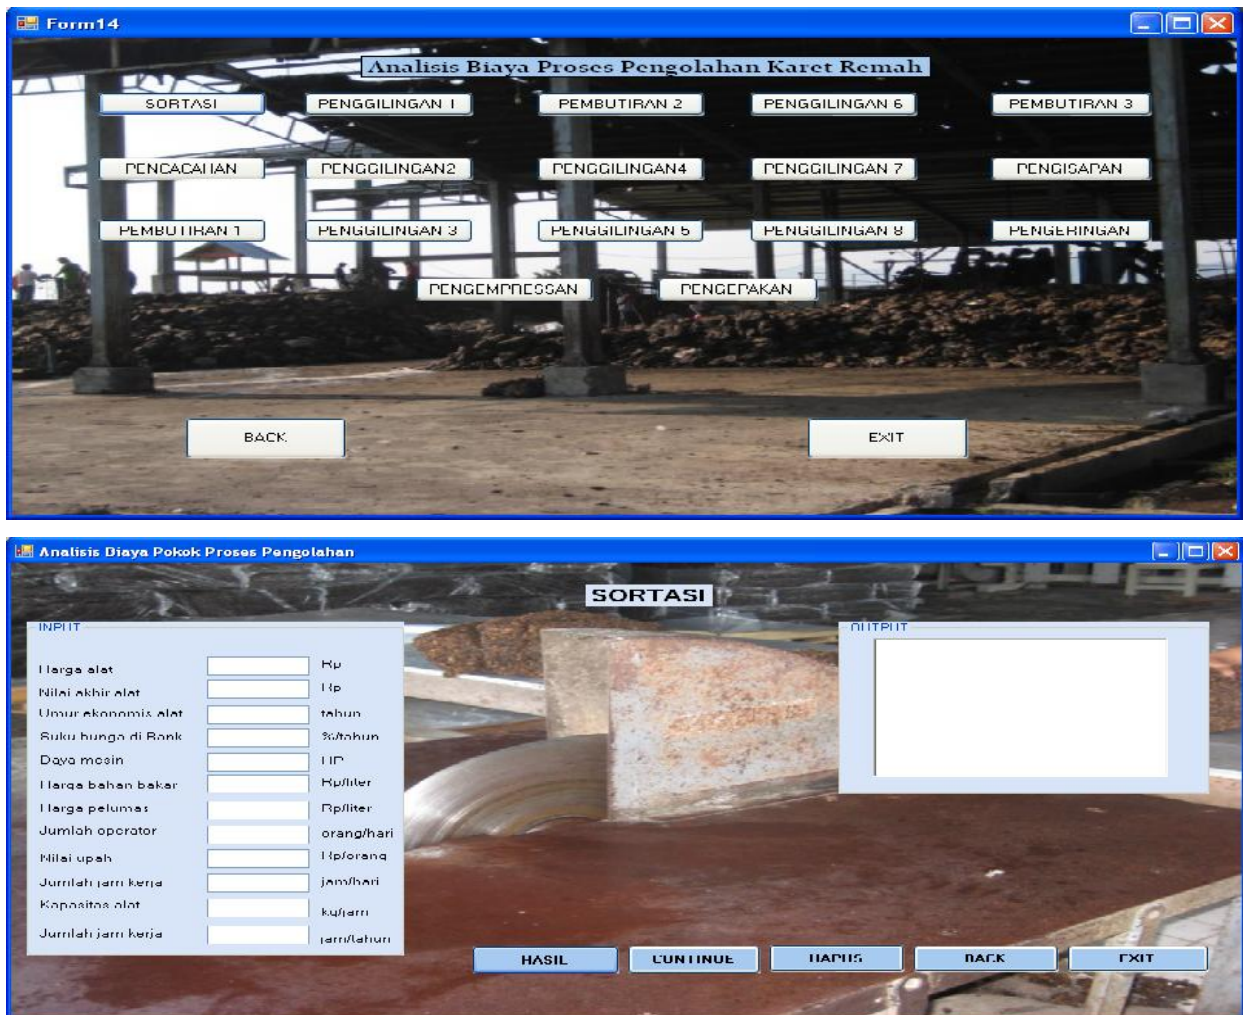 Form14
Analisis Biaya Proses Pengolahan Karet Remah
SORTASI PENGGILINGAN 1 PEMBUTIRAN 2 PENGGILINGAN 6 PEMBUTIRAN 3
PENCACAHAN PENGGILINGAN2 PENGGILINGAN4 PENGGILINGAN 7 PENGISAPAN
PEMBUTIRAN 1 PENGGILINGAN 3 PENGGILINGAN 5 PENGGILINGAN 8 PENGERINGAN
PENGEMPRESSAN PENGEPAKAN
BACK EXIT
Analisis Biaya Pokok Proses Pengolahan
SORTASI
INPUT OUTPUT
Harga alat Rp
Nilai akhir alat Rp
Umur ekonomis alat tahun
Suku bunga di Bank %/tahun
Daya mesin HP
Harga bahan bakar Rp/liter
Harga pelumas Rp/liter
Jumlah operator orang/hari
Nilai upah Rp/orang
Jumlah jam kerja jam/hari
Kapasitas alat kg/jam
Jumlah jam kerja jam/tahun
HASIL CONTINUE HAPUS BACK EXIT